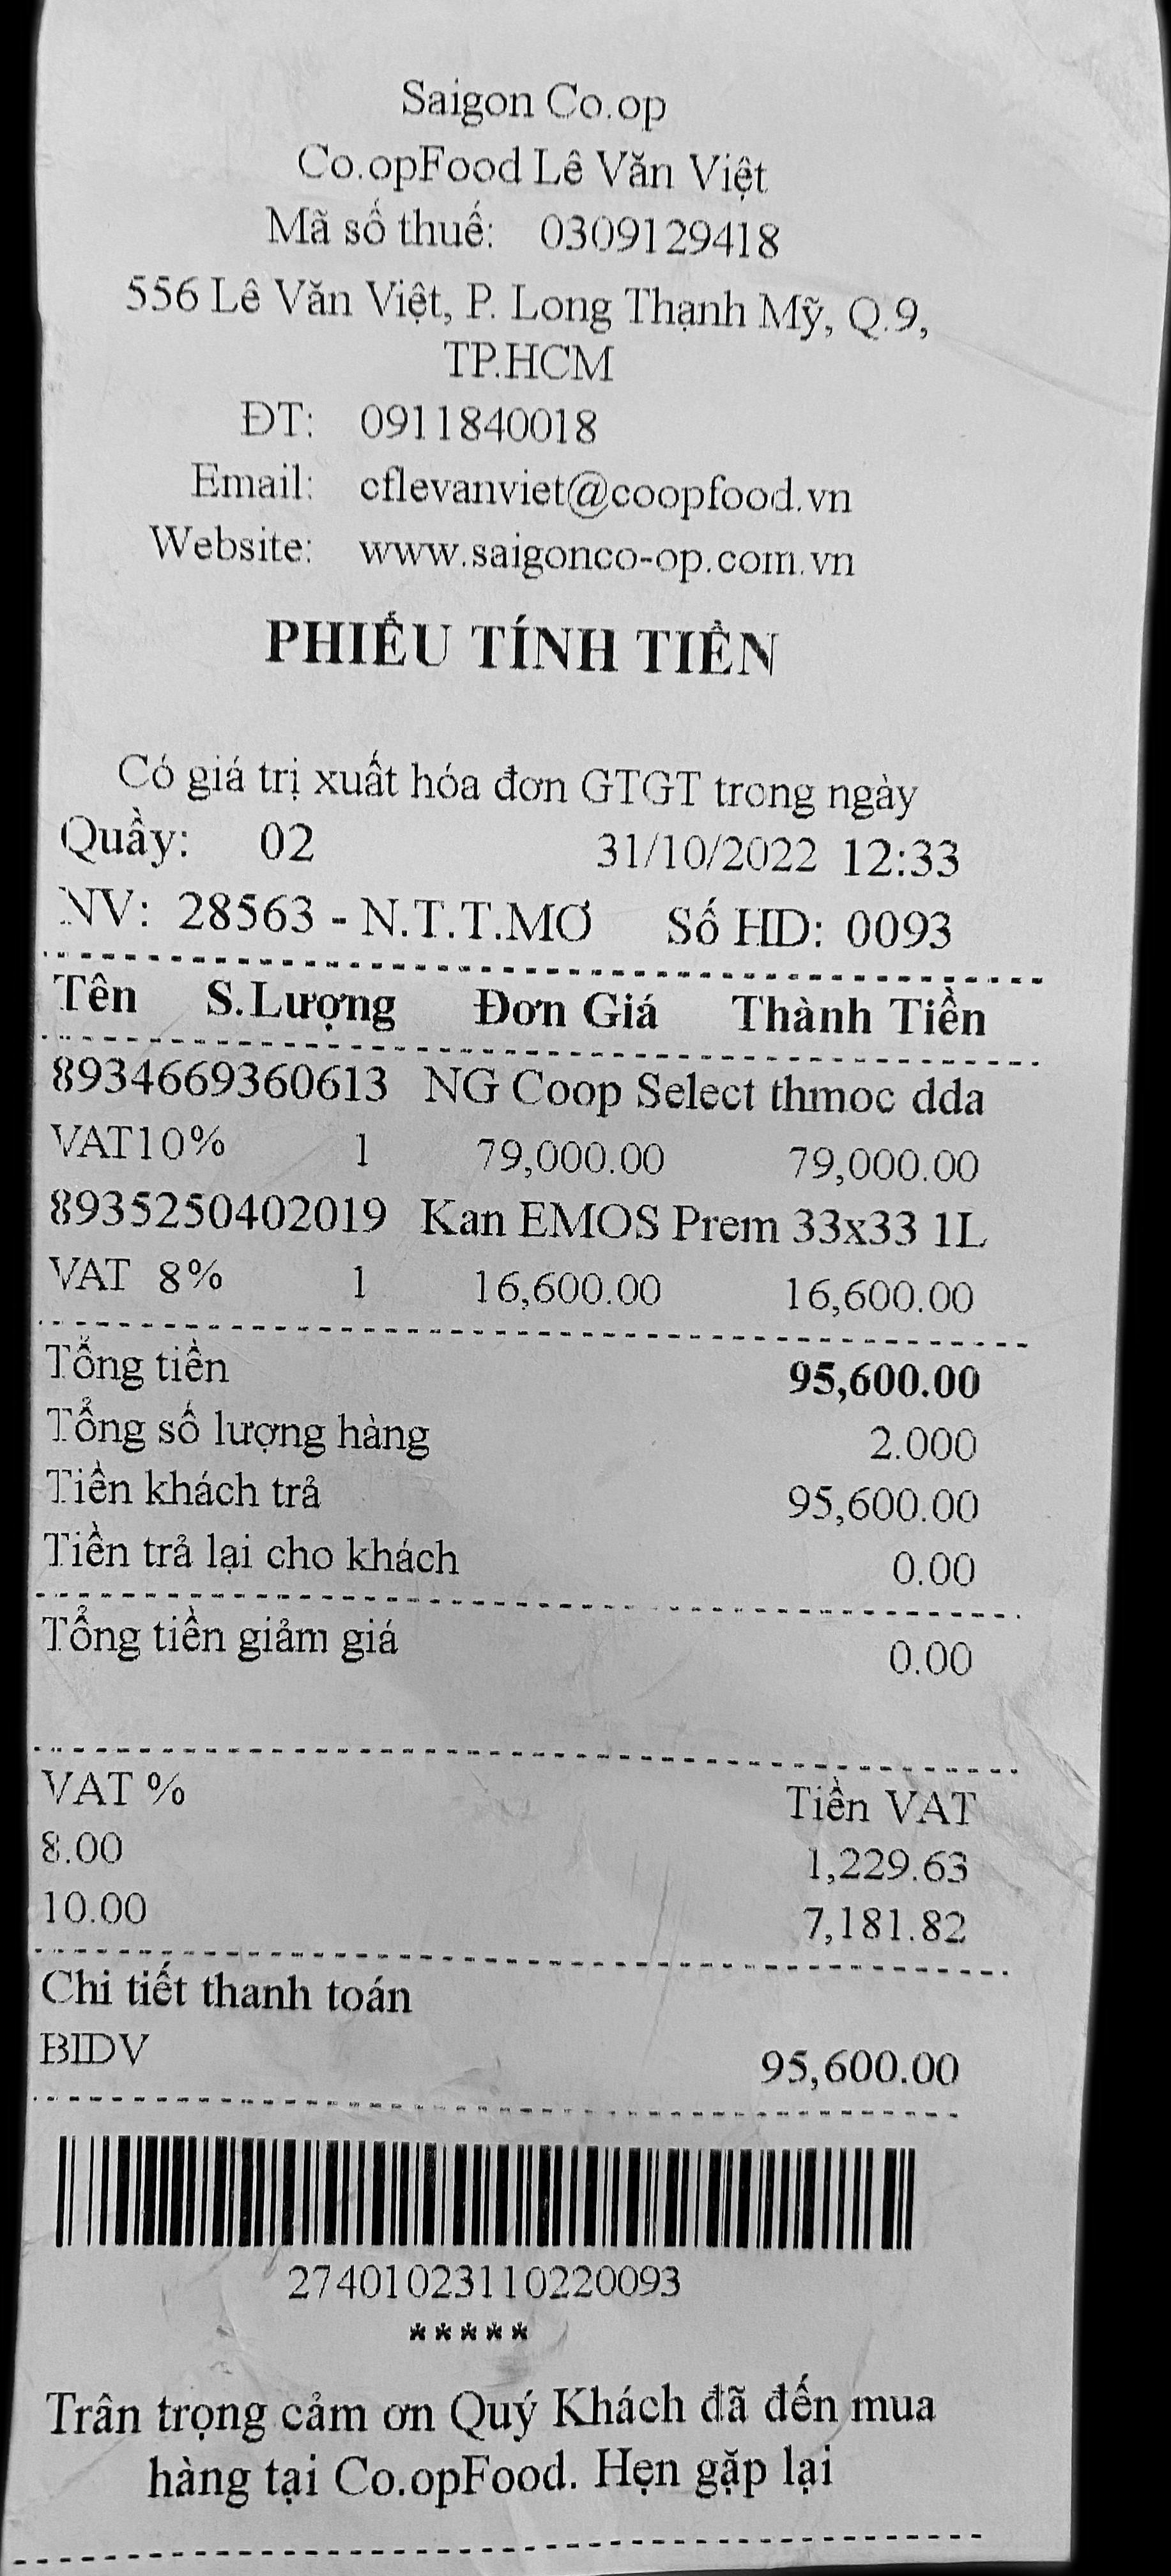 Saigon Co.op
Co.opFood Lê Văn Việt
Mã số thuế: 0309129418
556 Lê Văn Việt, P. Long Thạnh Mỹ, Q.9,
TP.HCM
ĐT: 0911840018
Email: cflevanviet@coopfood.vn
Website: www.saigonco-op.com.vn
PHIẾU TÍNH TIỀN
Có giá trị xuất hóa đơn GTGT trong ngày
Quầy: 02 31/10/2022 12:33
NV: 28563 - N.T.T.MƠ Số HD: 0093
Tên S.Lượng Đơn Giá Thành Tiền
8934669360613 NG Coop Select thmoc dda
VAT10% 1 79,000.00 79,000.00
8935250402019 Kan EMOS Prem 33x33 1L
VAT 8% 1 16,600.00 16,600.00
Tổng tiền 95,600.00
Tổng số lượng hàng 2.000
Tiền khách trả 95,600.00
Tiền trả lại cho khách 0.00
Tổng tiền giảm giá 0.00
VAT % Tiền VAT
8.00 1,229.63
10.00 7,181.82
Chi tiết thanh toán
BIDV 95,600.00
27401023110220093
*****
Trân trọng cảm ơn Quý Khách đã đến mua
hàng tại Co.opFood. Hẹn gặp lại